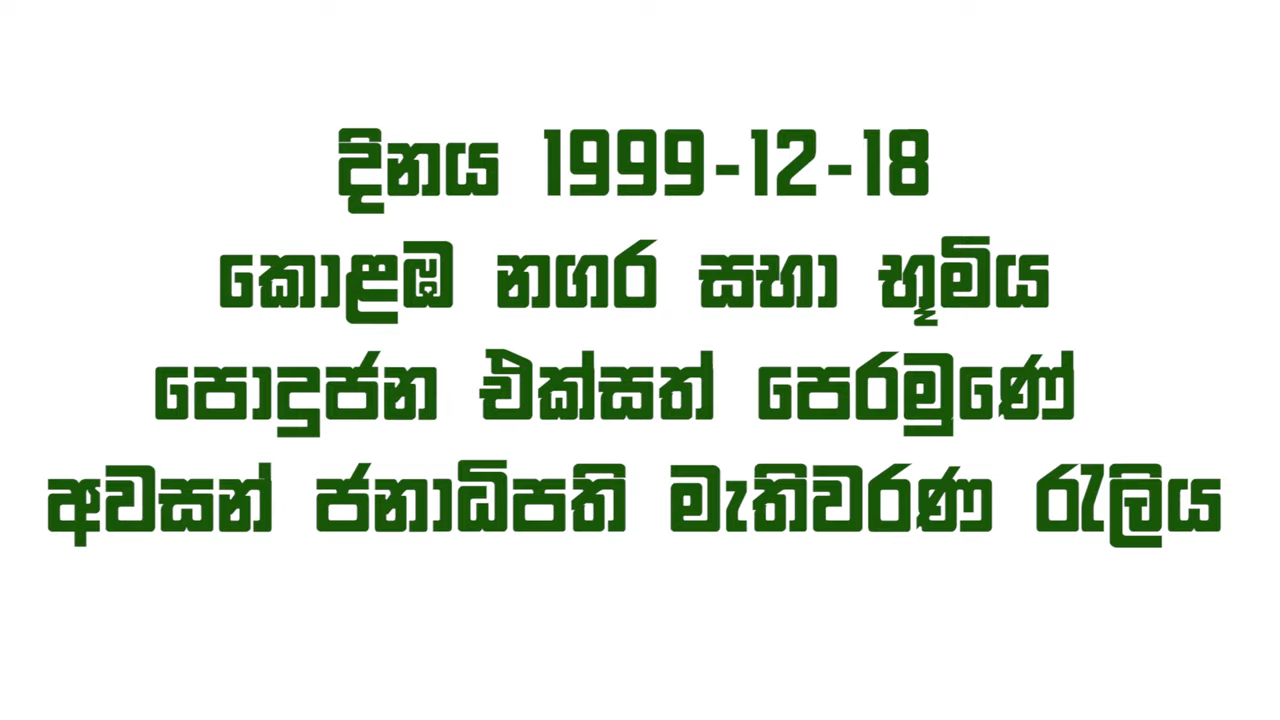 දිනය 1999-12-18
කොළඹ නගර සභා භූමිය
පොදුජන එක්සත් පෙරමුණේ
අවසන් ජනාධිපති මැතිවරණ රැලිය